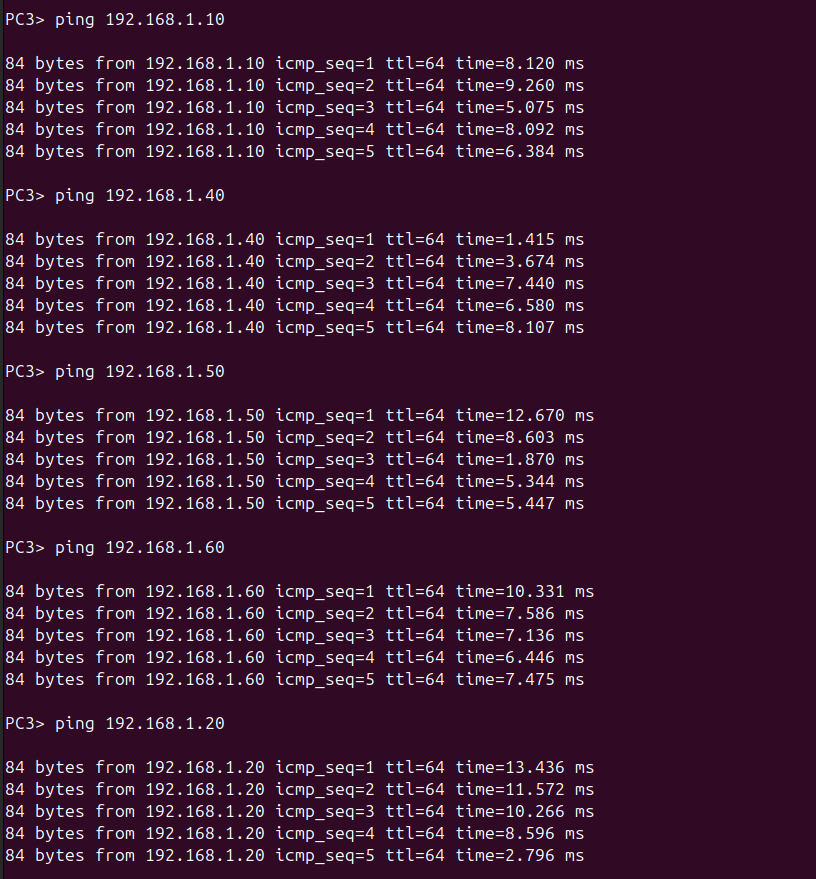 PC3> ping 192.168.1.10
84 bytes from 192.168.1.10 icmp_seq=1 ttl=64 time=8.120 ms
84 bytes from 192.168.1.10 icmp_seq=2 ttl=64 time=9.260 ms
84 bytes from 192.168.1.10 icmp_seq=3 ttl=64 time=5.075 ms
84 bytes from 192.168.1.10 icmp_seq=4 ttl=64 time=8.092 ms
84 bytes from 192.168.1.10 icmp_seq=5 ttl=64 time=6.384 ms
PC3> ping 192.168.1.40
84 bytes from 192.168.1.40 icmp_seq=1 ttl=64 time=1.415 ms
84 bytes from 192.168.1.40 icmp_seq=2 ttl=64 time=3.674 ms
84 bytes from 192.168.1.40 icmp_seq=3 ttl=64 time=7.440 ms
84 bytes from 192.168.1.40 icmp_seq=4 ttl=64 time=6.580 ms
84 bytes from 192.168.1.40 icmp_seq=5 ttl=64 time=8.107 ms
PC3> ping 192.168.1.50
84 bytes from 192.168.1.50 icmp_seq=1 ttl=64 time=12.670 ms
84 bytes from 192.168.1.50 icmp_seq=2 ttl=64 time=8.603 ms
84 bytes from 192.168.1.50 icmp_seq=3 ttl=64 time=1.870 ms
84 bytes from 192.168.1.50 icmp_seq=4 ttl=64 time=5.344 ms
84 bytes from 192.168.1.50 icmp_seq=5 ttl=64 time=5.447 ms
PC3> ping 192.168.1.60
84 bytes from 192.168.1.60 icmp_seq=1 ttl=64 time=10.331 ms
84 bytes from 192.168.1.60 icmp_seq=2 ttl=64 time=7.586 ms
84 bytes from 192.168.1.60 icmp_seq=3 ttl=64 time=7.136 ms
84 bytes from 192.168.1.60 icmp_seq=4 ttl=64 time=6.446 ms
84 bytes from 192.168.1.60 icmp_seq=5 ttl=64 time=7.475 ms
PC3> ping 192.168.1.20
84 bytes from 192.168.1.20 icmp_seq=1 ttl=64 time=13.436 ms
84 bytes from 192.168.1.20 icmp_seq=2 ttl=64 time=11.572 ms
84 bytes from 192.168.1.20 icmp_seq=3 ttl=64 time=10.266 ms
84 bytes from 192.168.1.20 icmp_seq=4 ttl=64 time=8.596 ms
84 bytes from 192.168.1.20 icmp_seq=5 ttl=64 time=2.796 ms